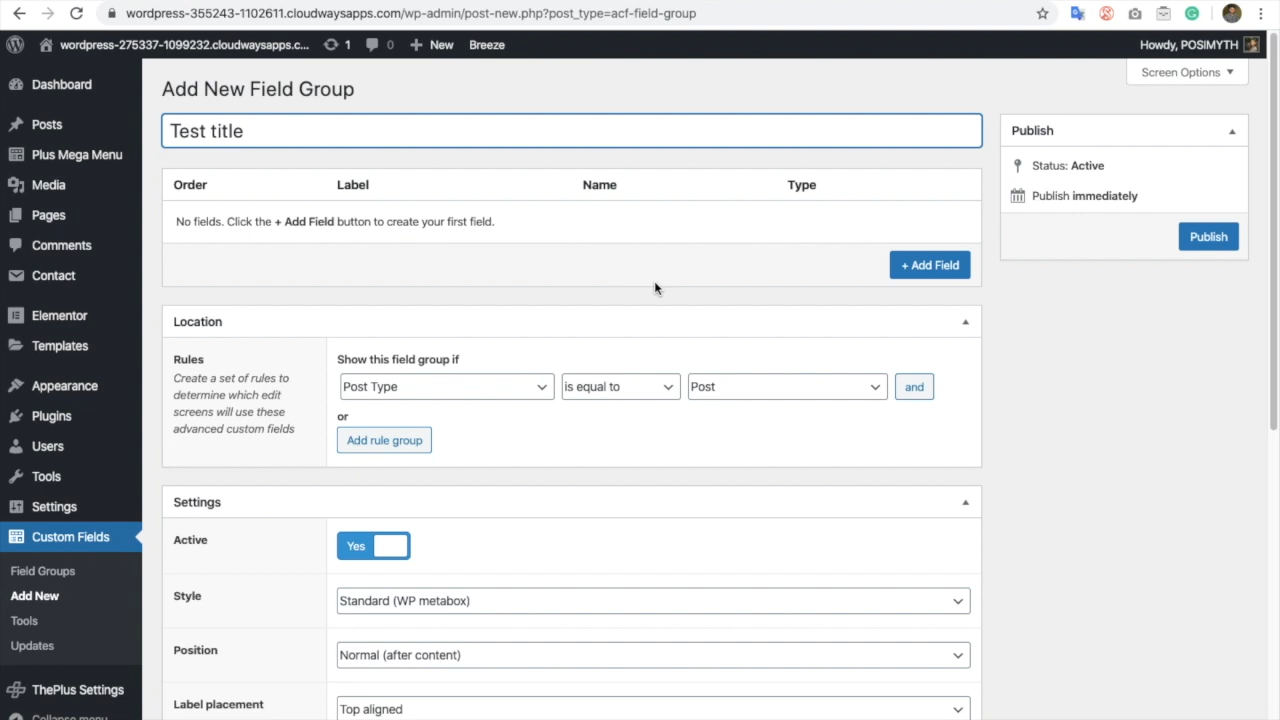 wordpress-355243-1102611.cloudwaysapps.com/wp-admin/post-new.php?post_type=acf-field-group
wordpress-275337-1099232.cloudwaysapps.c... 1 0 New Breeze Howdy, POSIMYTH
Screen Options
Dashboard
Posts
Plus Mega Menu
Media
Pages
Comments
Contact
Elementor
Templates
Appearance
Plugins
Users
Tools
Settings
Custom Fields
Field Groups
Add New
Tools
Updates
ThePlus Settings
Collapse menu
Add New Field Group
Test title
Order Label Name Type
No fields. Click the + Add Field button to create your first field.
+ Add Field
Location
Rules
Create a set of rules to
determine which edit
screens will use these
advanced custom fields
Show this field group if
Post Type is equal to Post and
or
Add rule group
Settings
Active Yes
Style Standard (WP metabox)
Position Normal (after content)
Label placement Top aligned
Publish
Status: Active
Publish immediately
Publish